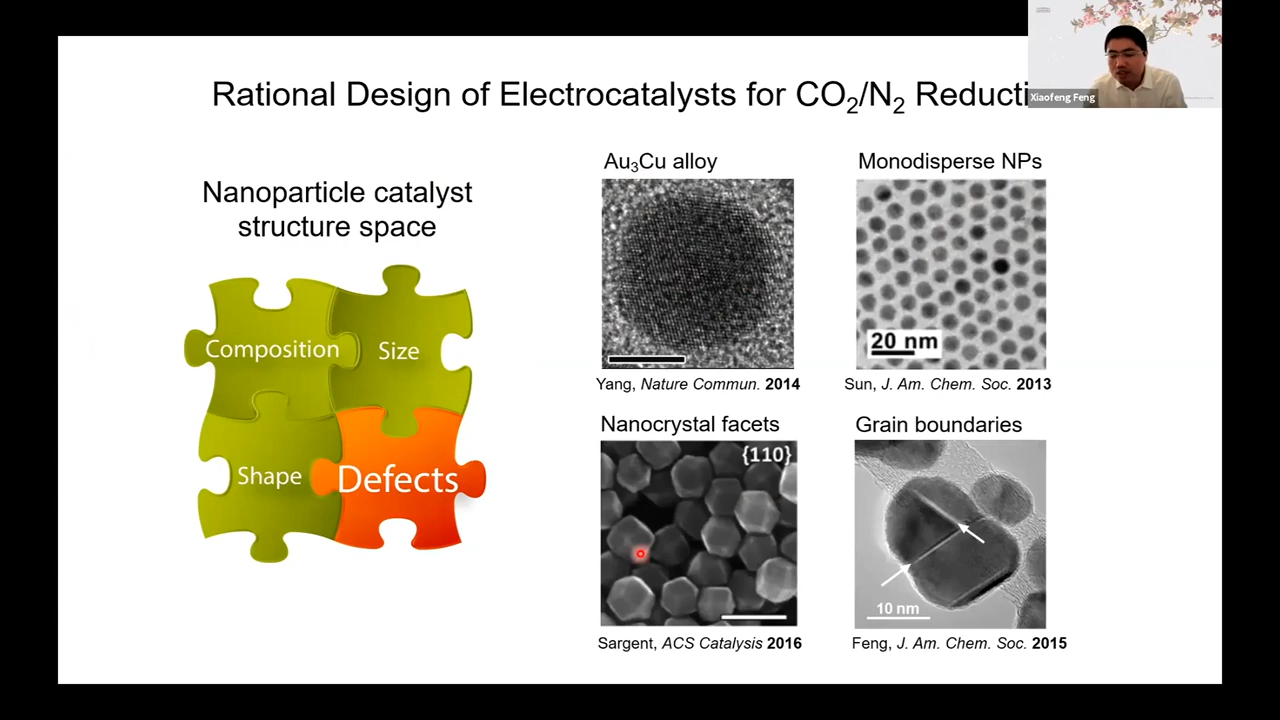 Rational Design of Electrocatalysts for CO₂/N₂ Reducti
Xiaofeng Feng
Nanoparticle catalyst
structure space
Composition
Size
Shape
Defects
Au₃Cu alloy
Yang, Nature Commun. 2014
Monodisperse NPs
20 nm
Sun, J. Am. Chem. Soc. 2013
Nanocrystal facets
{110}
Sargent, ACS Catalysis 2016
Grain boundaries
10 nm
Feng, J. Am. Chem. Soc. 2015